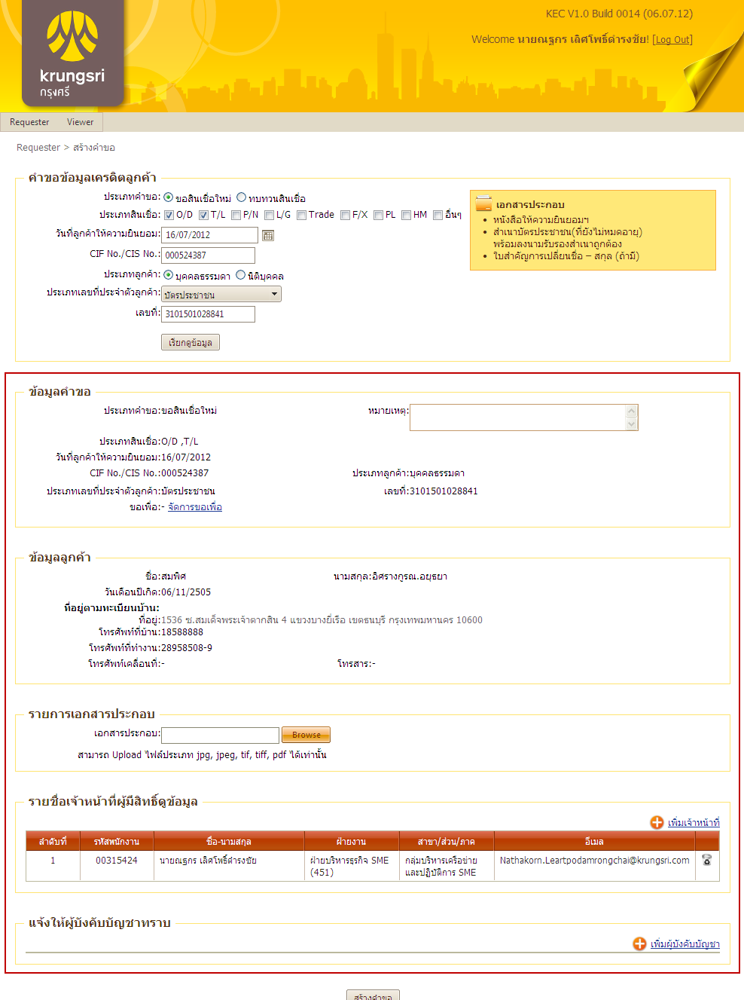 KEC V1.0 Build 0014 (06.07.12)
Welcome นายณฐกร เลิศโพธิ์ดำรงชัย! [Log Out]
krungsri
กรุงศรี
Requester Viewer
Requester > สร้างคำขอ
คำขอข้อมูลเครดิตลูกค้า
ประเภทคำขอ: ขอสินเชื่อใหม่ ทบทวนสินเชื่อ
ประเภทสินเชื่อ: O/D T/L P/N L/G Trade F/X PL HM อื่นๆ
วันที่ลูกค้าให้ความยินยอม: 16/07/2012
CIF No./CIS No.: 000524387
ประเภทลูกค้า: บุคคลธรรมดา นิติบุคคล
ประเภทเลขที่ประจำตัวลูกค้า: บัตรประชาชน
เลขที่: 3101501028841
เรียกดูข้อมูล
เอกสารประกอบ
• หนังสือให้ความยินยอมฯ
• สำเนาบัตรประชาชน(ที่ยังไม่หมดอายุ)
พร้อมลงนามรับรองสำเนาถูกต้อง
• ใบสำคัญการเปลี่ยนชื่อ – สกุล (ถ้ามี)
ข้อมูลคำขอ
ประเภทคำขอ:ขอสินเชื่อใหม่ หมายเหตุ:
ประเภทสินเชื่อ:O/D ,T/L
วันที่ลูกค้าให้ความยินยอม:16/07/2012
CIF No./CIS No.:000524387 ประเภทลูกค้า:บุคคลธรรมดา
ประเภทเลขที่ประจำตัวลูกค้า:บัตรประชาชน เลขที่:3101501028841
ขอเพื่อ:- จัดการขอเพื่อ
ข้อมูลลูกค้า
ชื่อ:สมพิศ นามสกุล:อิศรางกูรณ.อยุธยา
วันเดือนปีเกิด:06/11/2505
ที่อยู่ตามทะเบียนบ้าน:
ที่อยู่:1536 ซ.สมเด็จพระเจ้าตากสิน 4 แขวงบางยี่เรือ เขตธนบุรี กรุงเทพมหานคร 10600
โทรศัพท์ที่บ้าน:18588888
โทรศัพท์ที่ทำงาน:28958508-9
โทรศัพท์เคลื่อนที่:- โทรสาร:-
รายการเอกสารประกอบ
เอกสารประกอบ: Browse
สามารถ Upload ไฟล์ประเภท jpg, jpeg, tif, tiff, pdf ได้เท่านั้น
รายชื่อเจ้าหน้าที่ผู้มีสิทธิ์ดูข้อมูล
เพิ่มเจ้าหน้าที่
ลำดับที่ รหัสพนักงาน ชื่อ-นามสกุล ฝ่ายงาน สาขา/ส่วน/ภาค อีเมล
1 00315424 นายณฐกร เลิศโพธิ์ดำรงชัย ฝ่ายบริหารธุรกิจ SME กลุ่มบริหารเครือข่าย Nathakorn.Leartpodamrongchai@krungsri.com
(451) และปฏิบัติการ SME
แจ้งให้ผู้บังคับบัญชาทราบ
เพิ่มผู้บังคับบัญชา
สร้างคำขอ